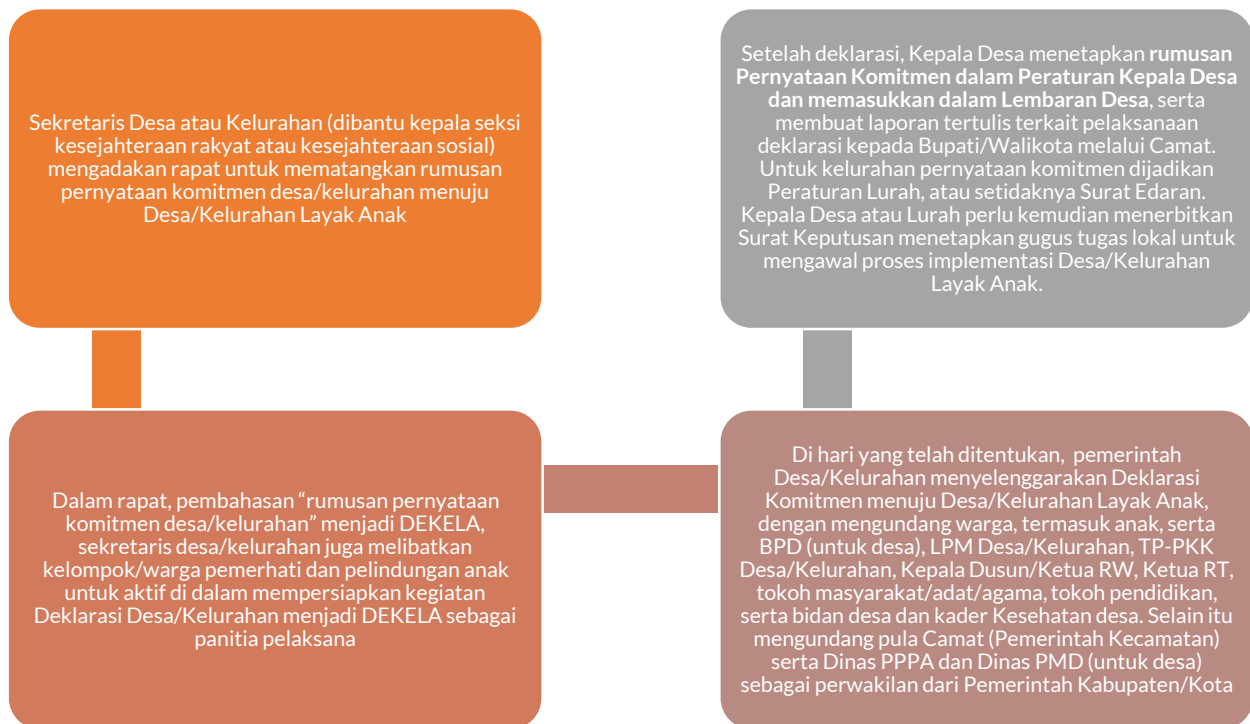 Sekretaris Desa atau Kelurahan (dibantu kepala seksi
kesejahteraan rakyat atau kesejahteraan sosial)
mengadakan rapat untuk mematangkan rumusan
pernyataan komitmen desa/kelurahan menuju
Desa/Kelurahan Layak Anak
Dalam rapat, pembahasan “rumusan pernyataan
komitmen desa/kelurahan” menjadi DEKELA,
sekretaris desa/kelurahan juga melibatkan
kelompok/warga pemerhati dan pelindungan anak
untuk aktif di dalam mempersiapkan kegiatan
Deklarasi Desa/Kelurahan menjadi DEKELA sebagai
panitia pelaksana
Di hari yang telah ditentukan, pemerintah
Desa/Kelurahan menyelenggarakan Deklarasi
Komitmen menuju Desa/Kelurahan Layak Anak,
dengan mengundang warga, termasuk anak, serta
BPD (untuk desa), LPM Desa/Kelurahan, TP-PKK
Desa/Kelurahan, Kepala Dusun/Ketua RW, Ketua RT,
tokoh masyarakat/adat/agama, tokoh pendidikan,
serta bidan desa dan kader Kesehatan desa. Selain itu
mengundang pula Camat (Pemerintah Kecamatan)
serta Dinas PPPA dan Dinas PMD (untuk desa)
sebagai perwakilan dari Pemerintah Kabupaten/Kota
Setelah deklarasi, Kepala Desa menetapkan rumusan
Pernyataan Komitmen dalam Peraturan Kepala Desa
dan memasukkan dalam Lembaran Desa, serta
membuat laporan tertulis terkait pelaksanaan
deklarasi kepada Bupati/Walikota melalui Camat.
Untuk kelurahan pernyataan komitmen dijadikan
Peraturan Lurah, atau setidaknya Surat Edaran.
Kepala Desa atau Lurah perlu kemudian menerbitkan
Surat Keputusan menetapkan gugus tugas lokal untuk
mengawal proses implementasi Desa/Kelurahan
Layak Anak.